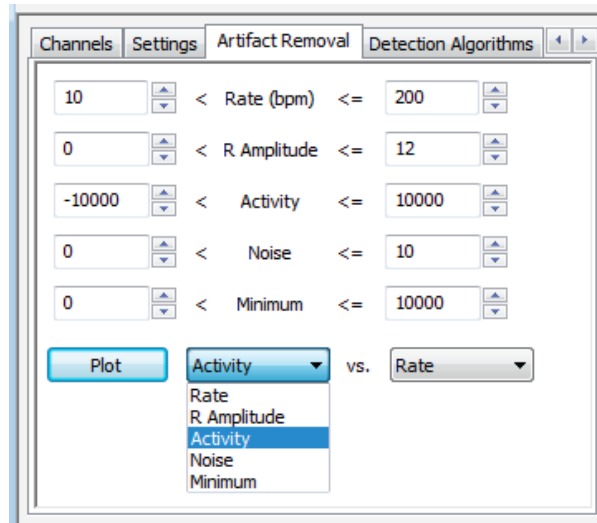 Channels Settings Artifact Removal Detection Algorithms
10 < Rate (bpm) <= 200
0 < R Amplitude <= 12
-10000 < Activity <= 10000
0 < Noise <= 10
0 < Minimum <= 10000
Plot Activity vs. Rate
Rate
R Amplitude
Activity
Noise
Minimum